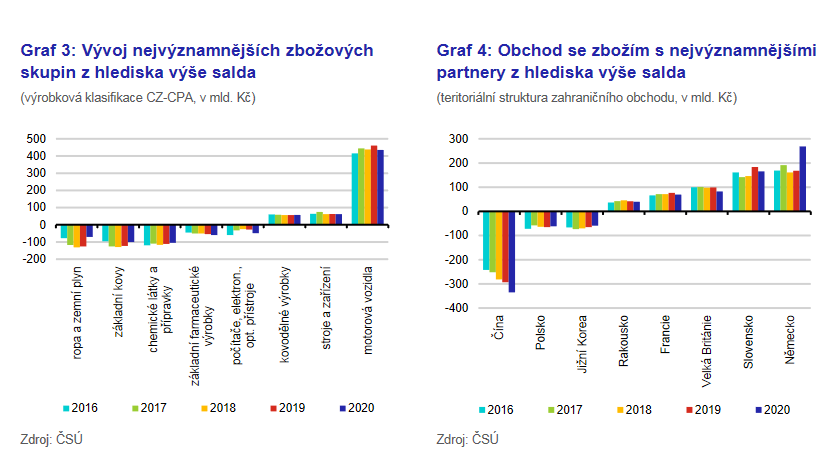 Graf 3: Vývoj nejvýznamnějších zbožových
skupin z hlediska výše salda
(výrobková klasifikace CZ-CPA, v mld. Kč)
500
400
300
200
100
0
-100
-200
ropa a zemní plyn
základní kovy
chemické látky a
přípravky
základní farmaceutické
výrobky
počítače, elektron.,
opt. přístroje
kovodělné výrobky
stroje a zařízení
motorová vozidla
2016 2017 2018 2019 2020
Zdroj: ČSÚ
Graf 4: Obchod se zbožím s nejvýznamnějšími
partnery z hlediska výše salda
(teritoriální struktura zahraničního obchodu, v mld. Kč)
300
200
100
0
-100
-200
-300
-400
Čína
Polsko
Jižní Korea
Rakousko
Francie
Velká Británie
Slovensko
Německo
2016 2017 2018 2019 2020
Zdroj: ČSÚ